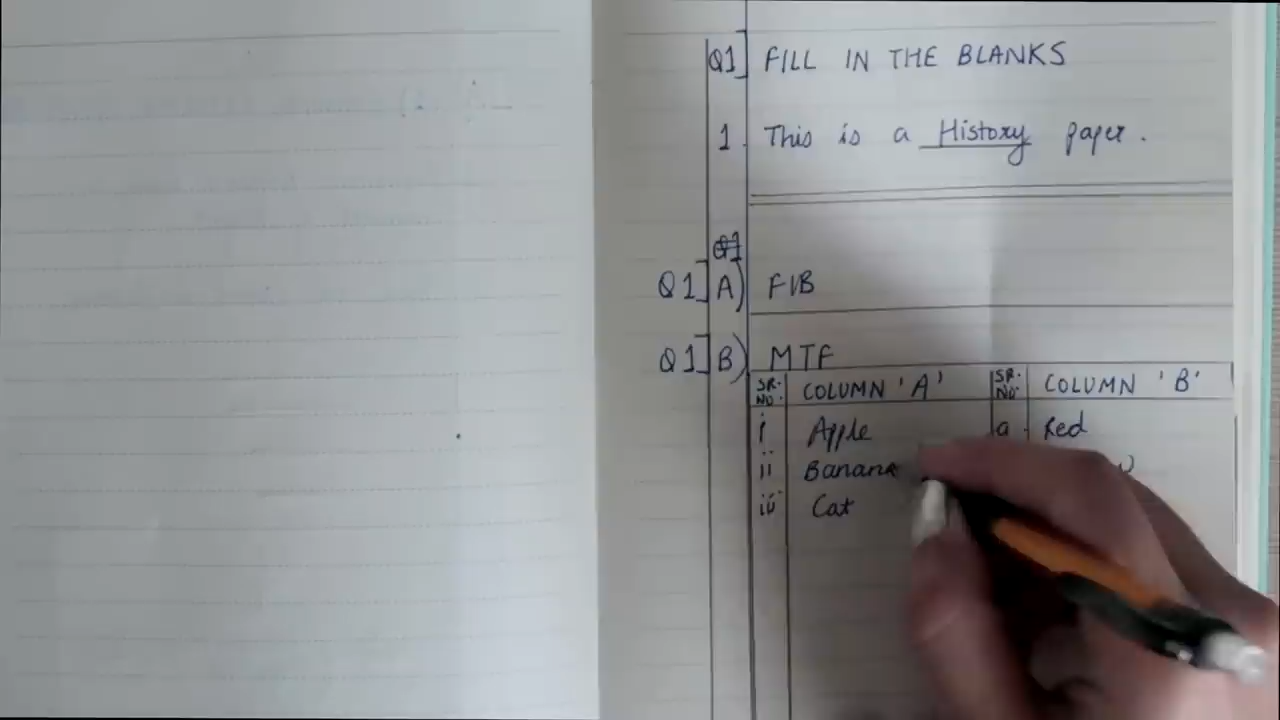 Q1] FILL IN THE BLANKS
1. This is a History paper.
Q1
Q1] A) FIB
Q1] B) MTF
SR. NO. COLUMN 'A' SR. NO. COLUMN 'B'
i Apple a. Red
ii Banana
iii Cat